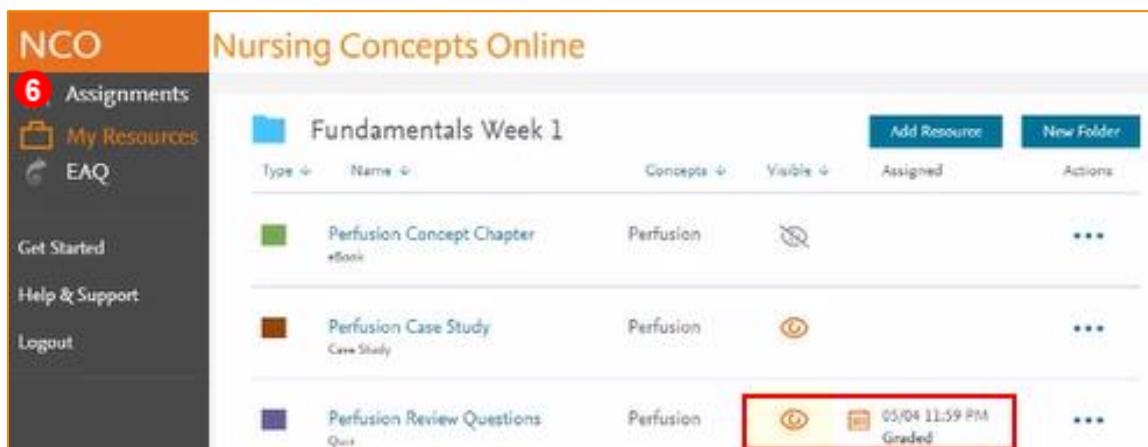 NCO
Nursing Concepts Online
6 Assignments
My Resources
EAQ
Get Started
Help & Support
Logout
Fundamentals Week 1
Add Resource
New Folder
Type Name Concepts Visible Assigned Actions
Perfusion Concept Chapter Perfusion
eBook
Perfusion Case Study Perfusion
Case Study
Perfusion Review Questions Perfusion 05/04 11:59 PM
Quiz Graded